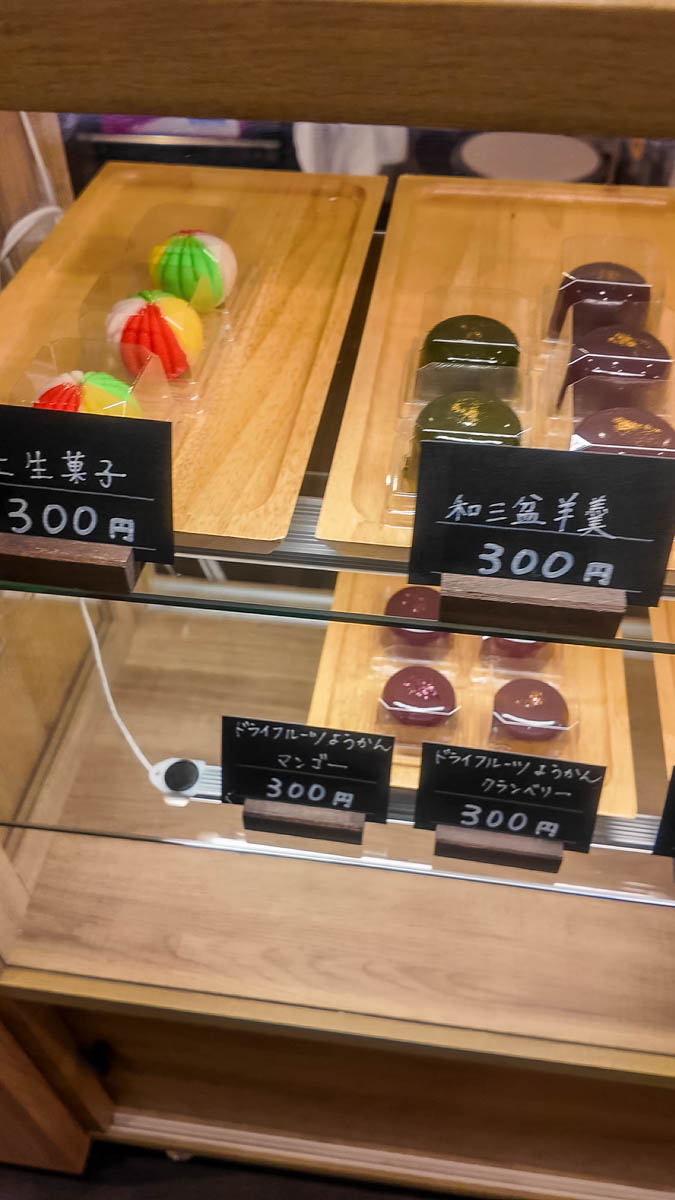 上生菓子
300円
和三盆羊羹
300円
ドライフルーツようかん
マンゴー
300円
ドライフルーツようかん
クランベリー
300円